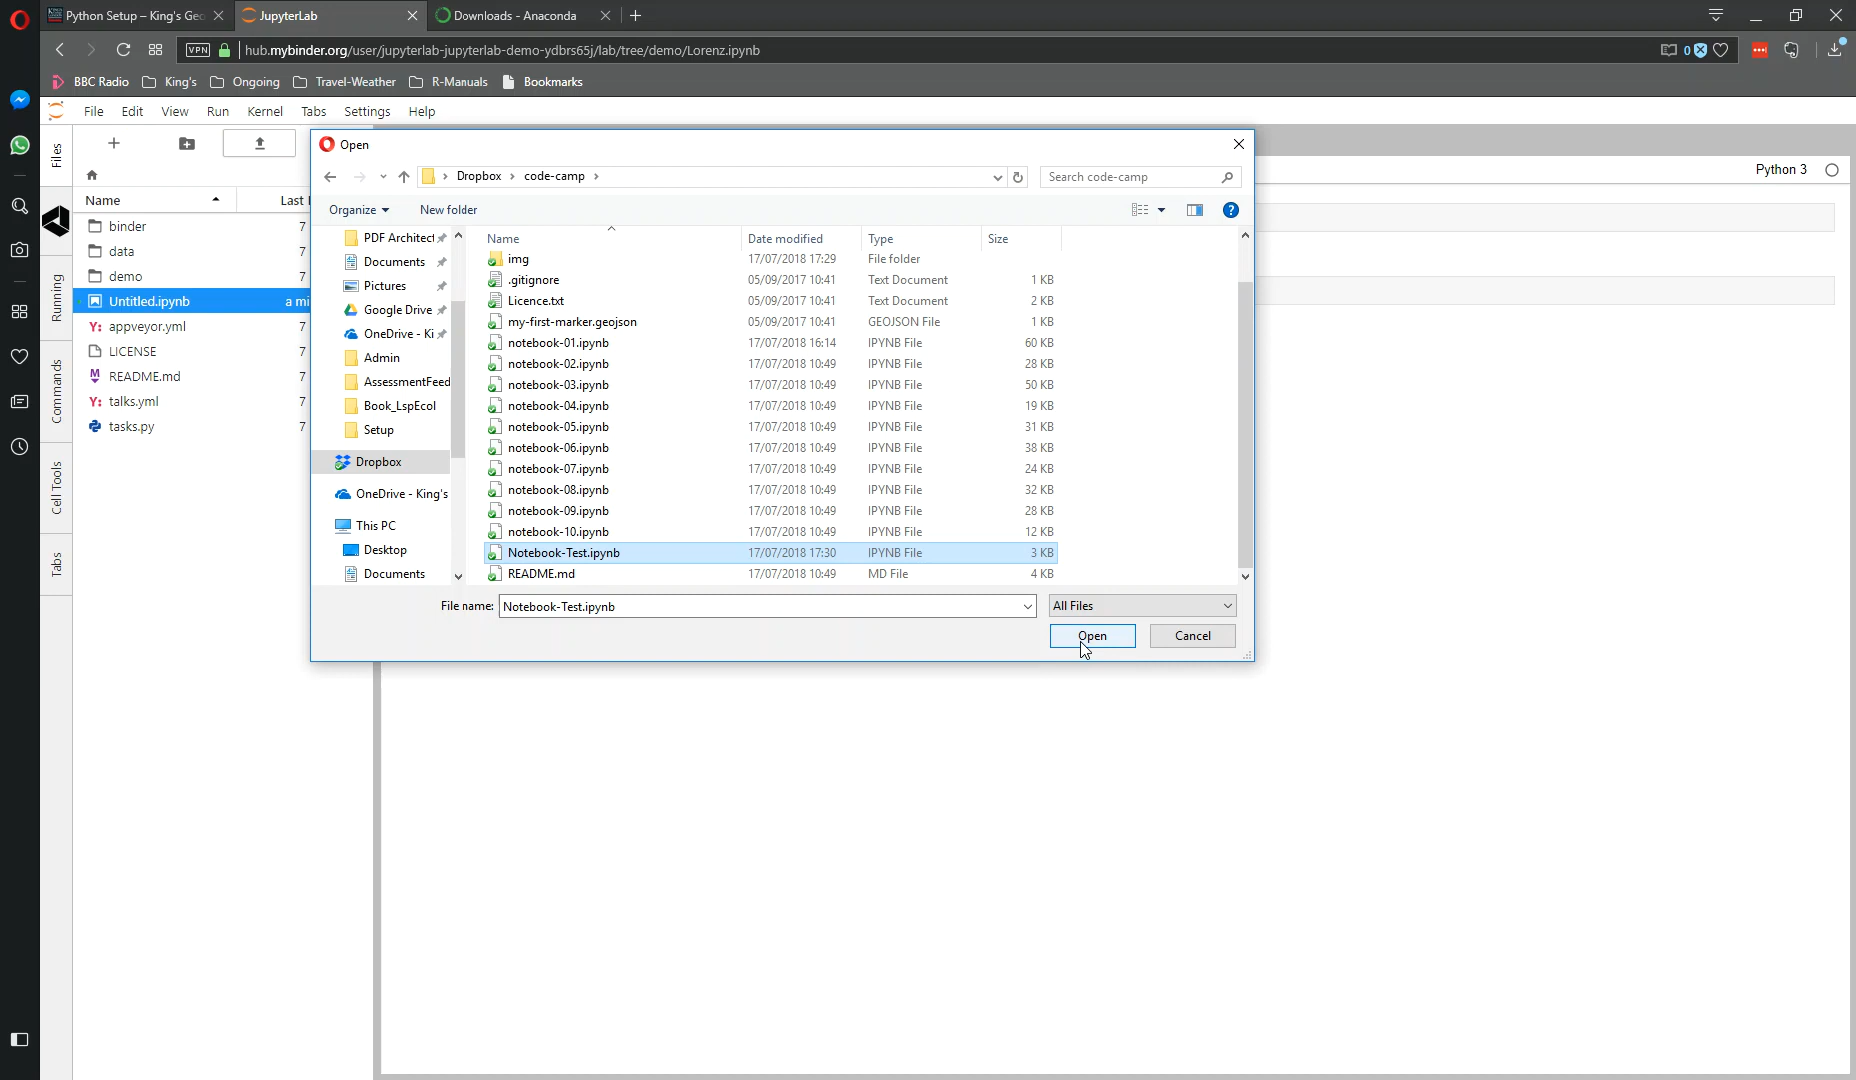 Python Setup – King's Geo
JupyterLab
Downloads - Anaconda
VPN
hub.mybinder.org/user/jupyterlab-jupyterlab-demo-ydbrs65j/lab/tree/demo/Lorenz.ipynb
0
BBC Radio
King's
Ongoing
Travel-Weather
R-Manuals
Bookmarks
File Edit View Run Kernel Tabs Settings Help
Files
Running
Commands
Cell Tools
Tabs
Name Last
binder 7
data 7
demo 7
Untitled.ipynb a mi
Y: appveyor.yml 7
LICENSE 7
README.md 7
Y: talks.yml 7
tasks.py 7
Python 3
Open
Dropbox > code-camp >
Search code-camp
Organize New folder
PDF Architect
Documents
Pictures
Google Drive
OneDrive - Ki
Admin
AssessmentFeed
Book_LspEcol
Setup
Dropbox
OneDrive - King's
This PC
Desktop
Documents
Name Date modified Type Size
img 17/07/2018 17:29 File folder
.gitignore 05/09/2017 10:41 Text Document 1 KB
Licence.txt 05/09/2017 10:41 Text Document 2 KB
my-first-marker.geojson 05/09/2017 10:41 GEOJSON File 1 KB
notebook-01.ipynb 17/07/2018 16:14 IPYNB File 60 KB
notebook-02.ipynb 17/07/2018 10:49 IPYNB File 28 KB
notebook-03.ipynb 17/07/2018 10:49 IPYNB File 50 KB
notebook-04.ipynb 17/07/2018 10:49 IPYNB File 19 KB
notebook-05.ipynb 17/07/2018 10:49 IPYNB File 31 KB
notebook-06.ipynb 17/07/2018 10:49 IPYNB File 38 KB
notebook-07.ipynb 17/07/2018 10:49 IPYNB File 24 KB
notebook-08.ipynb 17/07/2018 10:49 IPYNB File 32 KB
notebook-09.ipynb 17/07/2018 10:49 IPYNB File 28 KB
notebook-10.ipynb 17/07/2018 10:49 IPYNB File 12 KB
Notebook-Test.ipynb 17/07/2018 17:30 IPYNB File 3 KB
README.md 17/07/2018 10:49 MD File 4 KB
File name: Notebook-Test.ipynb All Files
Open Cancel